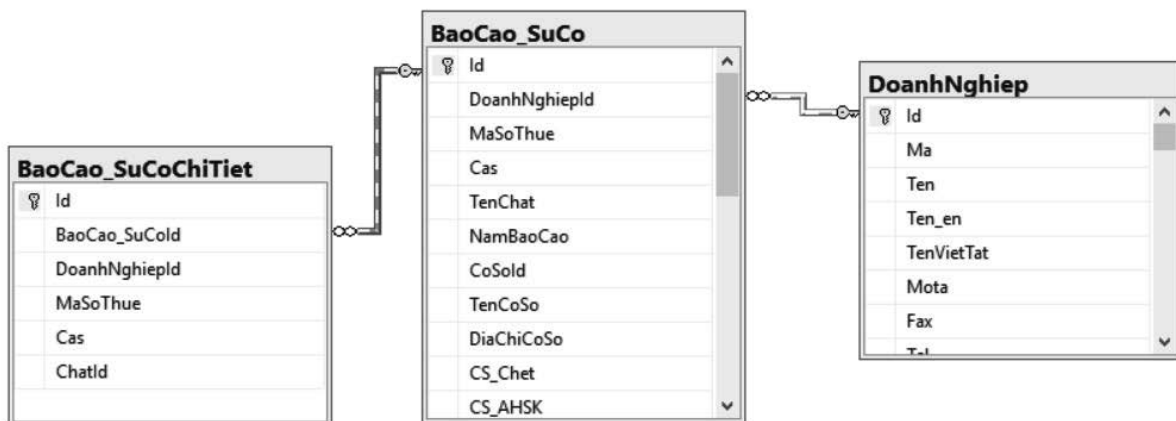 BaoCao_SuCoChiTiet
Id
BaoCao_SuCoId
DoanhNghiepId
MaSoThue
Cas
ChatId
BaoCao_SuCo
Id
DoanhNghiepId
MaSoThue
Cas
TenChat
NamBaoCao
CoSoId
TenCoSo
DiaChiCoSo
CS_Chet
CS_AHSK
DoanhNghiep
Id
Ma
Ten
Ten_en
TenVietTat
Mota
Fax